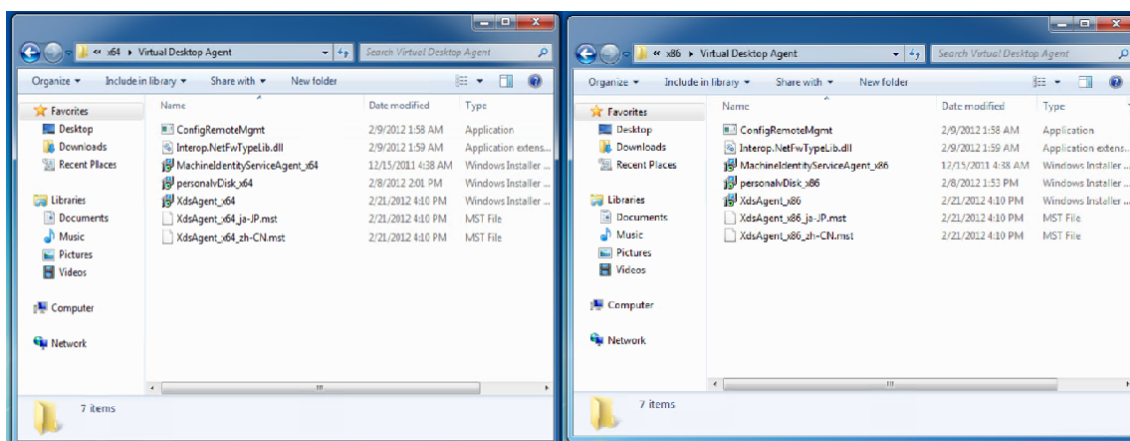 « x64 ▸ Virtual Desktop Agent
Search Virtual Desktop Agent
Organize
Include in library
Share with
New folder
Favorites
Desktop
Downloads
Recent Places
Libraries
Documents
Music
Pictures
Videos
Computer
Network
Name Date modified Type
ConfigRemoteMgmt 2/9/2012 1:58 AM Application
Interop.NetFwTypeLib.dll 2/9/2012 1:59 AM Application extens...
MachineIdentityServiceAgent_x64 12/15/2011 4:38 AM Windows Installer ...
personalvDisk_x64 2/8/2012 2:01 PM Windows Installer ...
XdsAgent_x64 2/21/2012 4:10 PM Windows Installer ...
XdsAgent_x64_ja-JP.mst 2/21/2012 4:10 PM MST File
XdsAgent_x64_zh-CN.mst 2/21/2012 4:10 PM MST File
7 items
« x86 ▸ Virtual Desktop Agent
Search Virtual Desktop Agent
Organize
Include in library
Share with
New folder
Favorites
Desktop
Downloads
Recent Places
Libraries
Documents
Music
Pictures
Videos
Computer
Network
Name Date modified Type
ConfigRemoteMgmt 2/9/2012 1:58 AM Application
Interop.NetFwTypeLib.dll 2/9/2012 1:59 AM Application extens...
MachineIdentityServiceAgent_x86 12/15/2011 4:38 AM Windows Installer ...
personalvDisk_x86 2/8/2012 1:53 PM Windows Installer ...
XdsAgent_x86 2/21/2012 4:10 PM Windows Installer ...
XdsAgent_x86_ja-JP.mst 2/21/2012 4:10 PM MST File
XdsAgent_x86_zh-CN.mst 2/21/2012 4:10 PM MST File
7 items